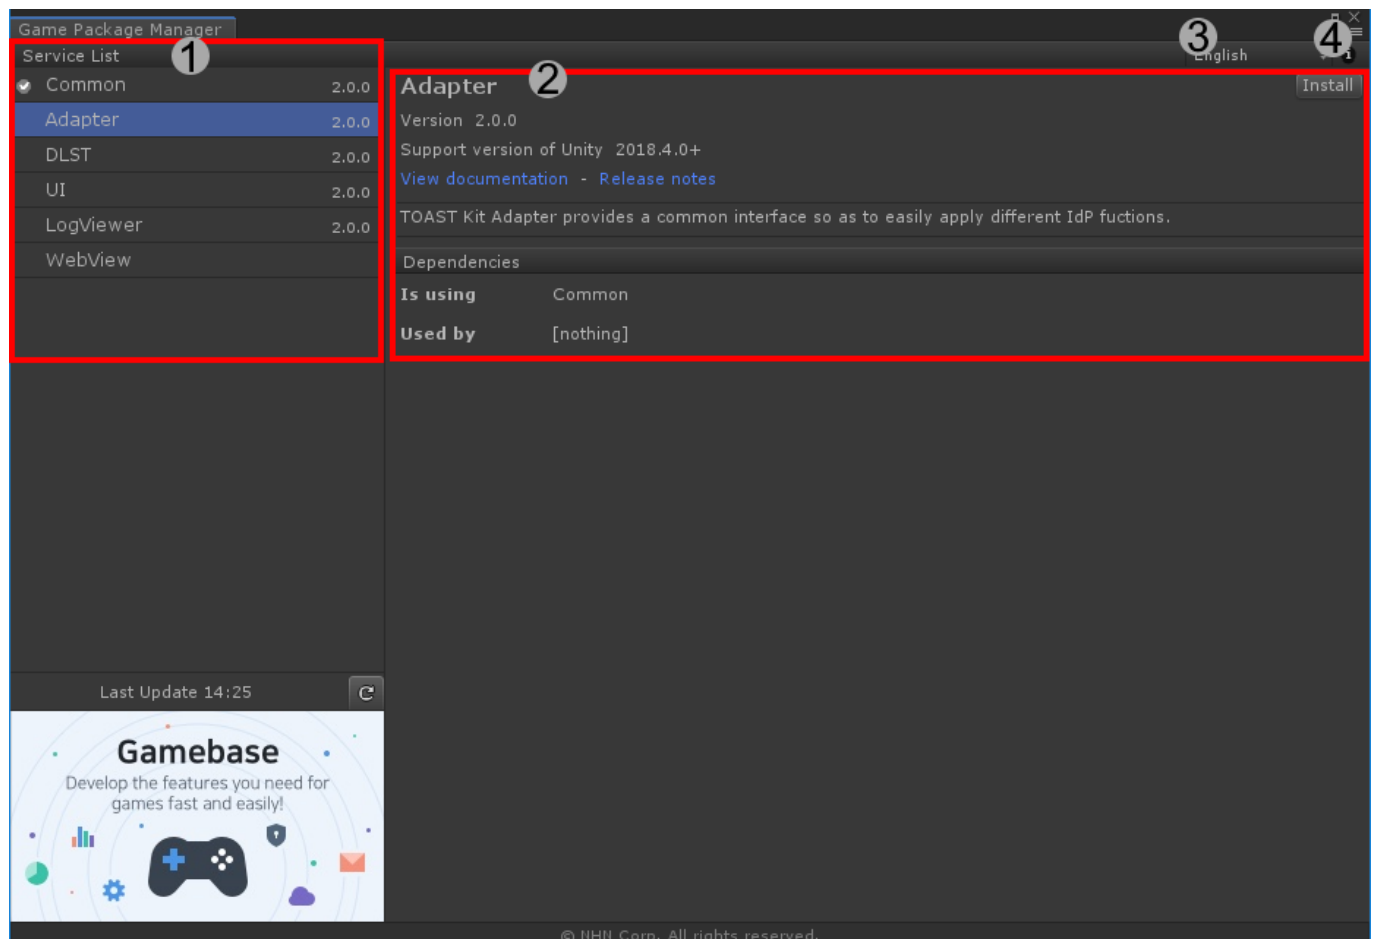 Game Package Manager
Service List
1
3
English
4
Common 2.0.0
Adapter 2.0.0
DLST 2.0.0
UI 2.0.0
LogViewer 2.0.0
WebView
Adapter
2
Install
Version 2.0.0
Support version of Unity 2018.4.0+
View documentation - Release notes
TOAST Kit Adapter provides a common interface so as to easily apply different IdP fuctions.
Dependencies
Is using Common
Used by [nothing]
Last Update 14:25
Gamebase
Develop the features you need for
games fast and easily!
© NHN Corp. All rights reserved.